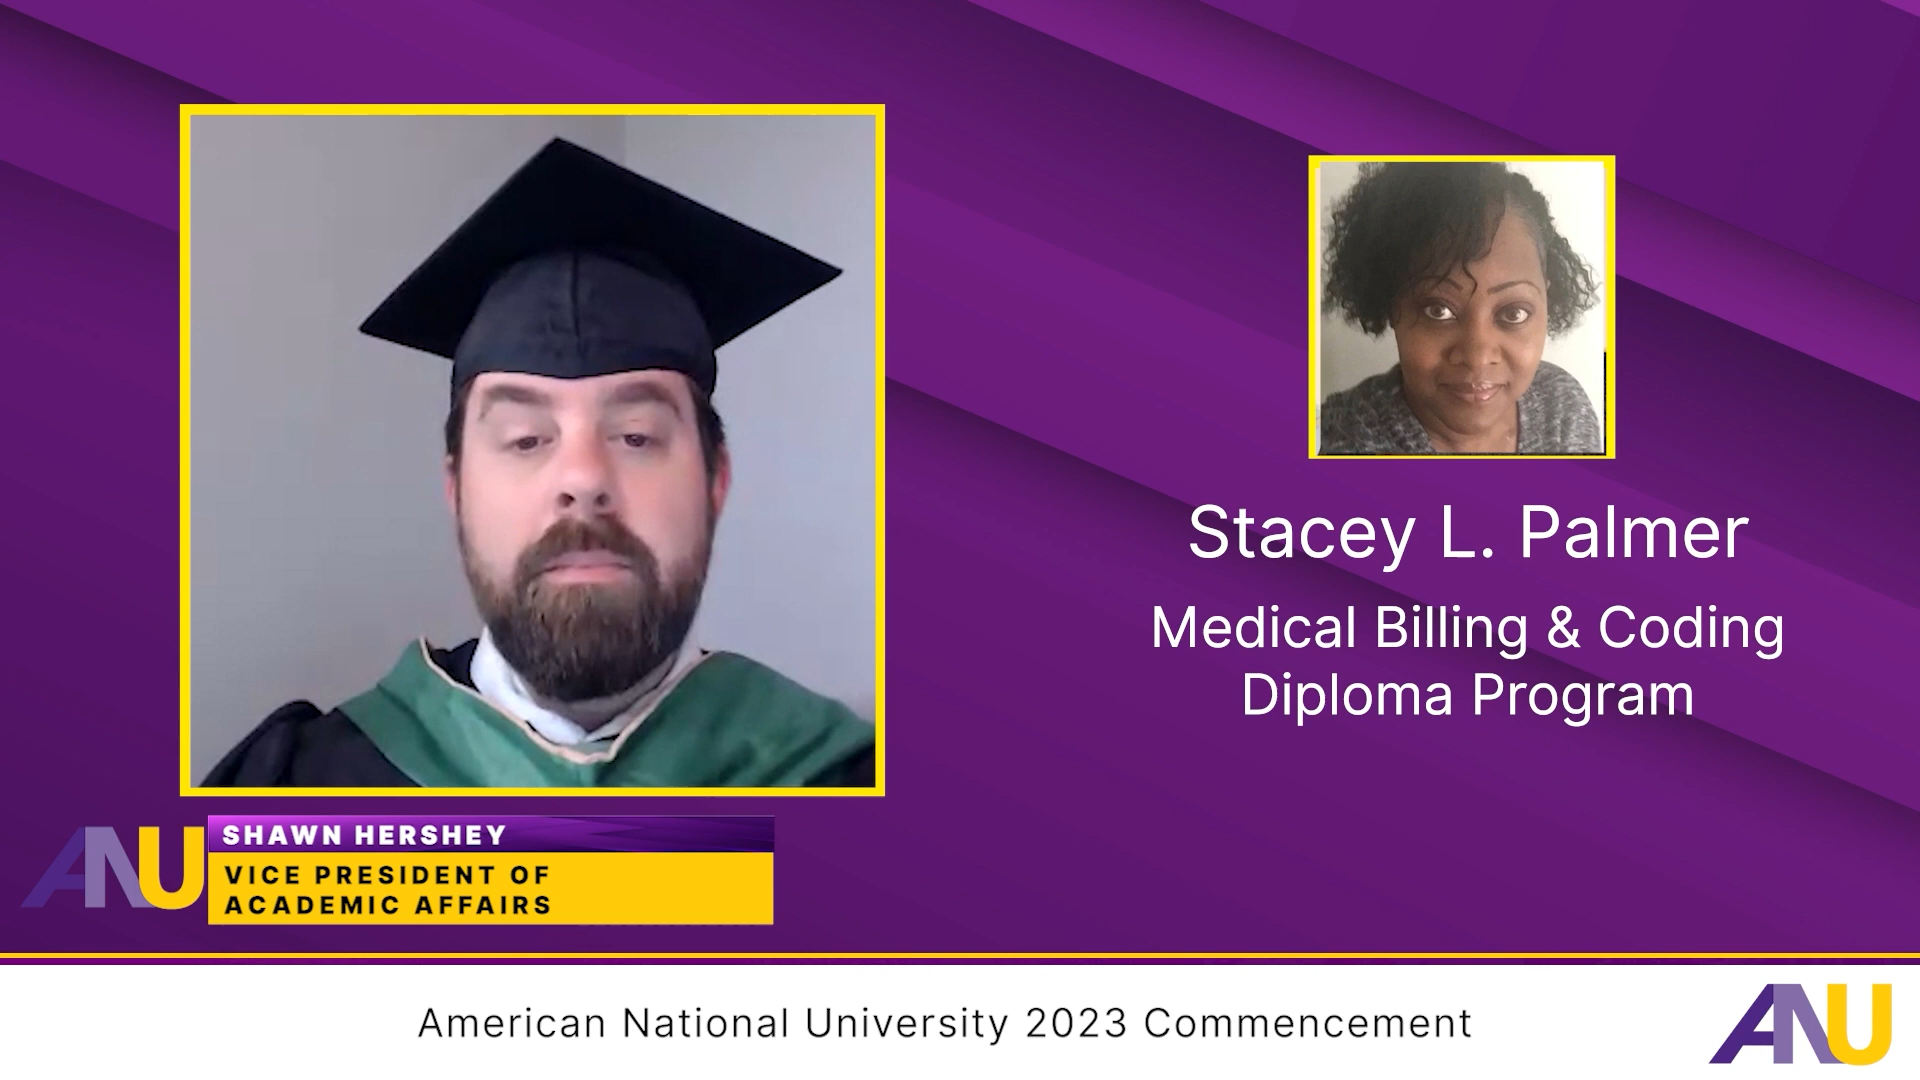 Stacey L. Palmer
Medical Billing & Coding
Diploma Program
ANU
SHAWN HERSHEY
VICE PRESIDENT OF
ACADEMIC AFFAIRS
American National University 2023 Commencement
ANU